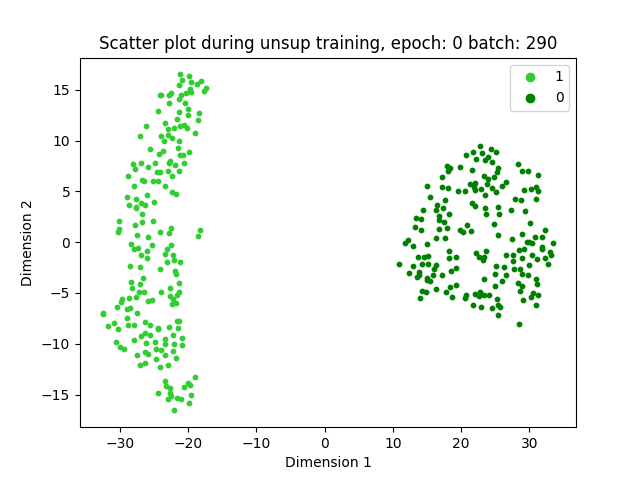 Scatter plot during unsup training, epoch: 0 batch: 290
1
0
15
10
5
0
−5
−10
−15
Dimension 2
−30 −20 −10 0 10 20 30
Dimension 1